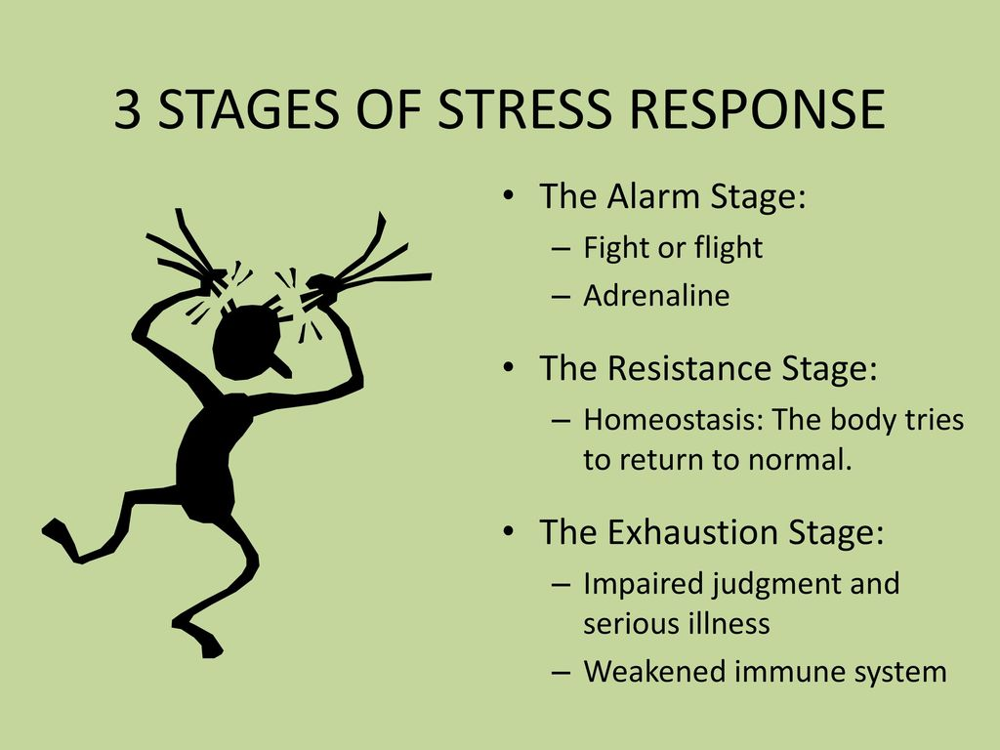 3 STAGES OF STRESS RESPONSE
• The Alarm Stage:
– Fight or flight
– Adrenaline
• The Resistance Stage:
– Homeostasis: The body tries
to return to normal.
• The Exhaustion Stage:
– Impaired judgment and
serious illness
– Weakened immune system